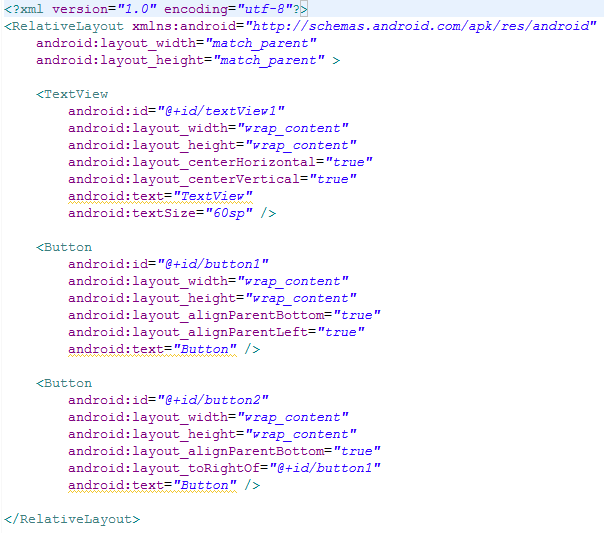 <?xml version="1.0" encoding="utf-8"?>
<RelativeLayout xmlns:android="http://schemas.android.com/apk/res/android"
    android:layout_width="match_parent"
    android:layout_height="match_parent" >

    <TextView
        android:id="@+id/textView1"
        android:layout_width="wrap_content"
        android:layout_height="wrap_content"
        android:layout_centerHorizontal="true"
        android:layout_centerVertical="true"
        android:text="TextView"
        android:textSize="60sp" />

    <Button
        android:id="@+id/button1"
        android:layout_width="wrap_content"
        android:layout_height="wrap_content"
        android:layout_alignParentBottom="true"
        android:layout_alignParentLeft="true"
        android:text="Button" />

    <Button
        android:id="@+id/button2"
        android:layout_width="wrap_content"
        android:layout_height="wrap_content"
        android:layout_alignParentBottom="true"
        android:layout_toRightOf="@+id/button1"
        android:text="Button" />

</RelativeLayout>